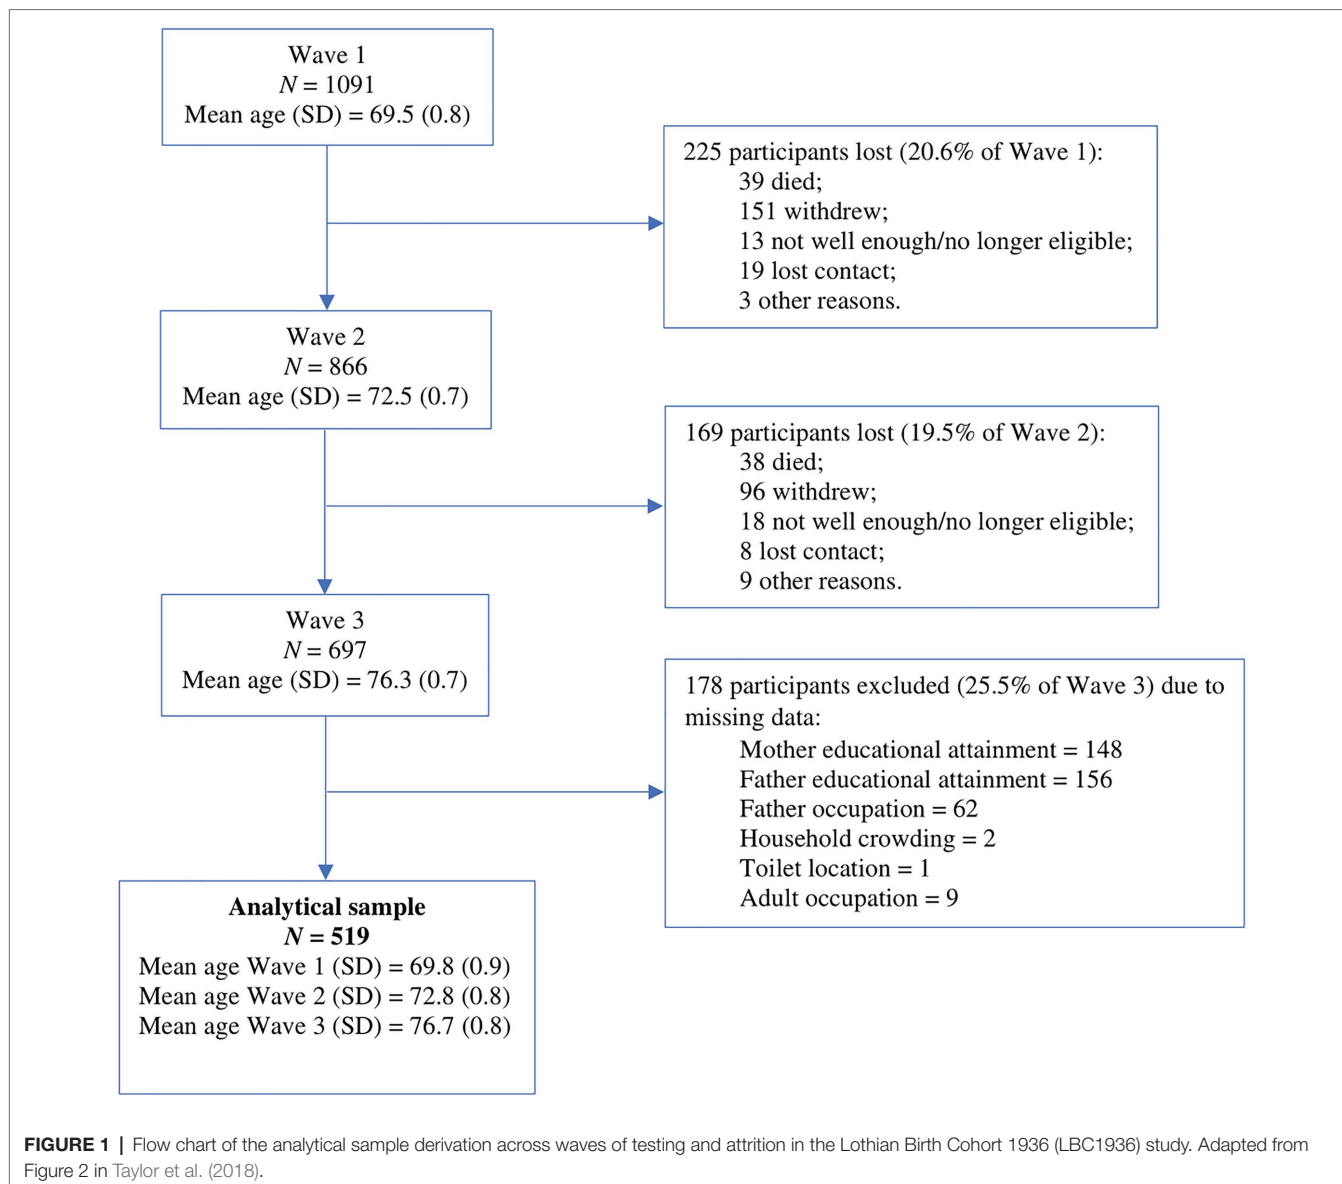 Wave 1
N = 1091
Mean age (SD) = 69.5 (0.8)
225 participants lost (20.6% of Wave 1):
39 died;
151 withdrew;
13 not well enough/no longer eligible;
19 lost contact;
3 other reasons.
Wave 2
N = 866
Mean age (SD) = 72.5 (0.7)
169 participants lost (19.5% of Wave 2):
38 died;
96 withdrew;
18 not well enough/no longer eligible;
8 lost contact;
9 other reasons.
Wave 3
N = 697
Mean age (SD) = 76.3 (0.7)
178 participants excluded (25.5% of Wave 3) due to
missing data:
Mother educational attainment = 148
Father educational attainment = 156
Father occupation = 62
Household crowding = 2
Toilet location = 1
Adult occupation = 9
Analytical sample
N = 519
Mean age Wave 1 (SD) = 69.8 (0.9)
Mean age Wave 2 (SD) = 72.8 (0.8)
Mean age Wave 3 (SD) = 76.7 (0.8)
FIGURE 1 | Flow chart of the analytical sample derivation across waves of testing and attrition in the Lothian Birth Cohort 1936 (LBC1936) study. Adapted from
Figure 2 in Taylor et al. (2018).